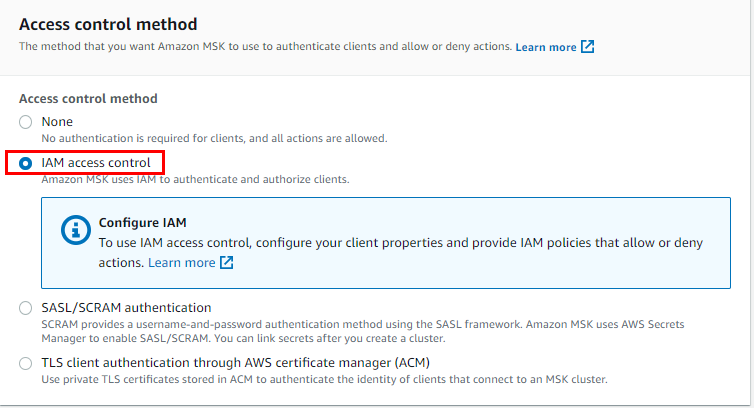 Access control method
The method that you want Amazon MSK to use to authenticate clients and allow or deny actions. Learn more
Access control method
None
No authentication is required for clients, and all actions are allowed.
IAM access control
Amazon MSK uses IAM to authenticate and authorize clients.
Configure IAM
To use IAM access control, configure your client properties and provide IAM policies that allow or deny
actions. Learn more
SASL/SCRAM authentication
SCRAM provides a username-and-password authentication method using the SASL framework. Amazon MSK uses AWS Secrets
Manager to enable SASL/SCRAM. You can link secrets after you create a cluster.
TLS client authentication through AWS certificate manager (ACM)
Use private TLS certificates stored in ACM to authenticate the identity of clients that connect to an MSK cluster.